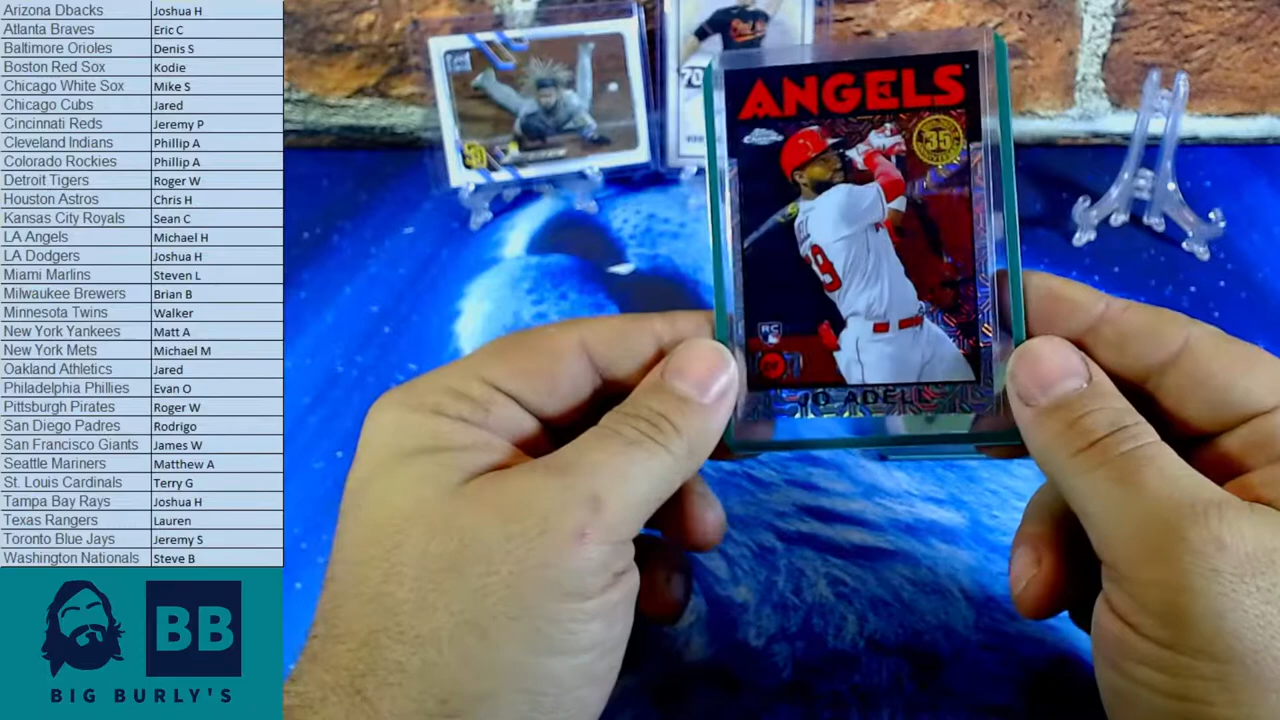 Arizona Dbacks Joshua H
Atlanta Braves Eric C
Baltimore Orioles Denis S
Boston Red Sox Kodie
Chicago White Sox Mike S
Chicago Cubs Jared
Cincinnati Reds Jeremy P
Cleveland Indians Phillip A
Colorado Rockies Phillip A
Detroit Tigers Roger W
Houston Astros Chris H
Kansas City Royals Sean C
LA Angels Michael H
LA Dodgers Joshua H
Miami Marlins Steven L
Milwaukee Brewers Brian B
Minnesota Twins Walker
New York Yankees Matt A
New York Mets Michael M
Oakland Athletics Jared
Philadelphia Phillies Evan O
Pittsburgh Pirates Roger W
San Diego Padres Rodrigo
San Francisco Giants James W
Seattle Mariners Matthew A
St. Louis Cardinals Terry G
Tampa Bay Rays Joshua H
Texas Rangers Lauren
Toronto Blue Jays Jeremy S
Washington Nationals Steve B
BB
BIG BURLY'S
70
ANGELS
Chrome
35
RC
JO ADELL